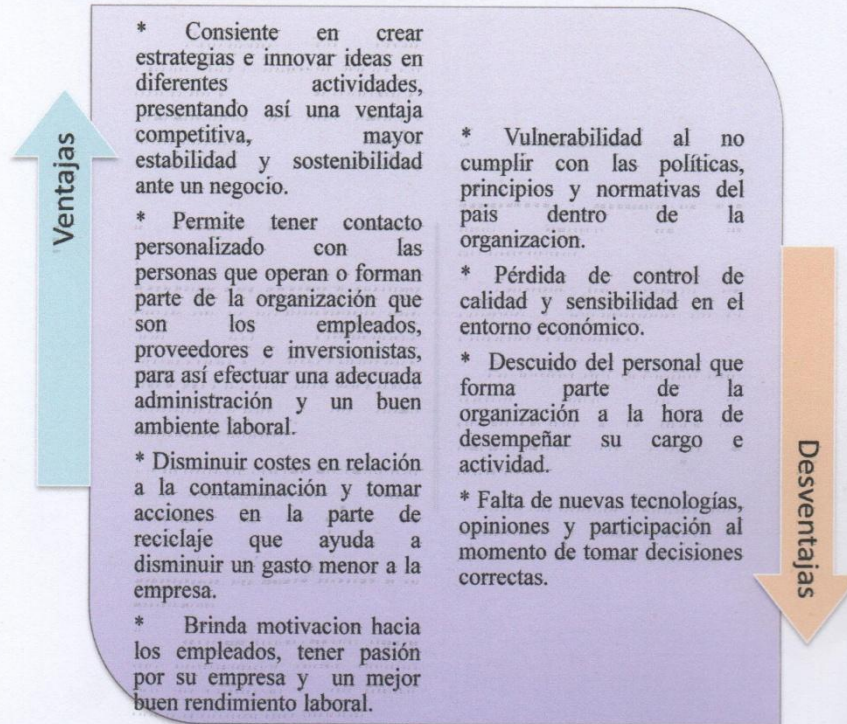 Ventajas
* Consiente en crear
estrategias e innovar ideas en
diferentes actividades,
presentando así una ventaja
competitiva, mayor
estabilidad y sostenibilidad
ante un negocio.
* Permite tener contacto
personalizado con las
personas que operan o forman
parte de la organización que
son los empleados,
proveedores e inversionistas,
para así efectuar una adecuada
administración y un buen
ambiente laboral.
* Disminuir costes en relación
a la contaminación y tomar
acciones en la parte de
reciclaje que ayuda a
disminuir un gasto menor a la
empresa.
* Brinda motivacion hacia
los empleados, tener pasión
por su empresa y un mejor
buen rendimiento laboral.
* Vulnerabilidad al no
cumplir con las políticas,
principios y normativas del
pais dentro de la
organizacion.
* Pérdida de control de
calidad y sensibilidad en el
entorno económico.
* Descuido del personal que
forma parte de la
organización a la hora de
desempeñar su cargo e
actividad.
* Falta de nuevas tecnologías,
opiniones y participación al
momento de tomar decisiones
correctas.
Desventajas